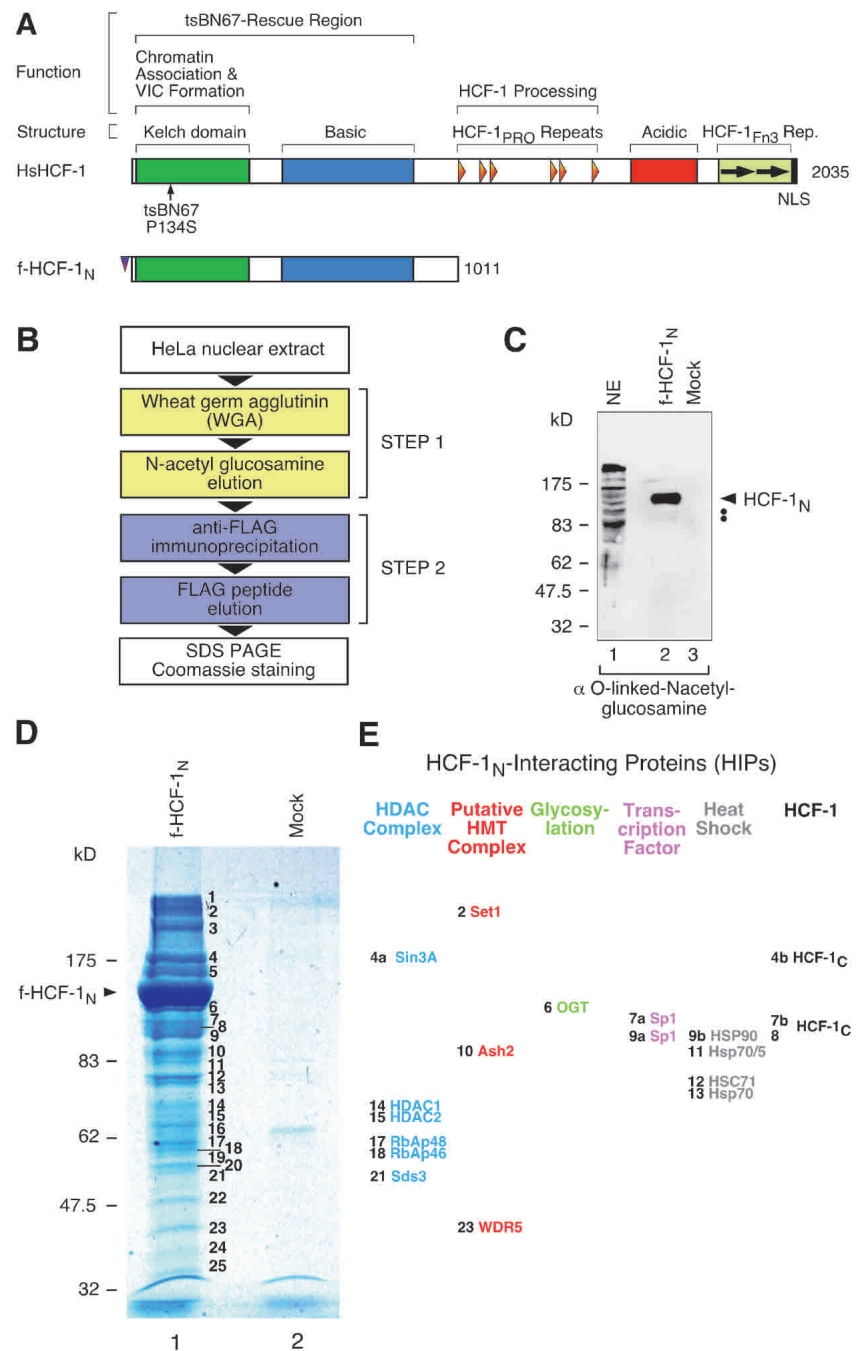 A
tsBN67-Rescue Region
Function
Chromatin
Association &
VIC Formation
HCF-1 Processing
Structure
Kelch domain
Basic
HCF-1PRO Repeats
Acidic
HCF-1Fn3 Rep.
HsHCF-1
2035
tsBN67
P134S
NLS
f-HCF-1N
1011
B
HeLa nuclear extract
Wheat germ agglutinin
(WGA)
N-acetyl glucosamine
elution
STEP 1
anti-FLAG
immunoprecipitation
FLAG peptide
elution
STEP 2
SDS PAGE
Coomassie staining
C
NE
f-HCF-1N
Mock
kD
175
83
62
47.5
32
HCF-1N
1 2 3
α O-linked-Nacetyl-
glucosamine
D
f-HCF-1N
Mock
kD
175
f-HCF-1N
83
62
47.5
32
1
2
3
4
5
6
7
8
9
10
11
12
13
14
15
16
17
18
19
20
21
22
23
24
25
1 2
E
HCF-1N-Interacting Proteins (HIPs)
HDAC
Complex
Putative
HMT
Complex
Glycosy-
lation
Trans-
cription
Factor
Heat
Shock
HCF-1
2 Set1
4a Sin3A
4b HCF-1C
6 OGT
7a Sp1
7b
9a Sp1
9b HSP90
8
HCF-1C
10 Ash2
11 Hsp70/5
12 HSC71
13 Hsp70
14 HDAC1
15 HDAC2
17 RbAp48
18 RbAp46
21 Sds3
23 WDR5